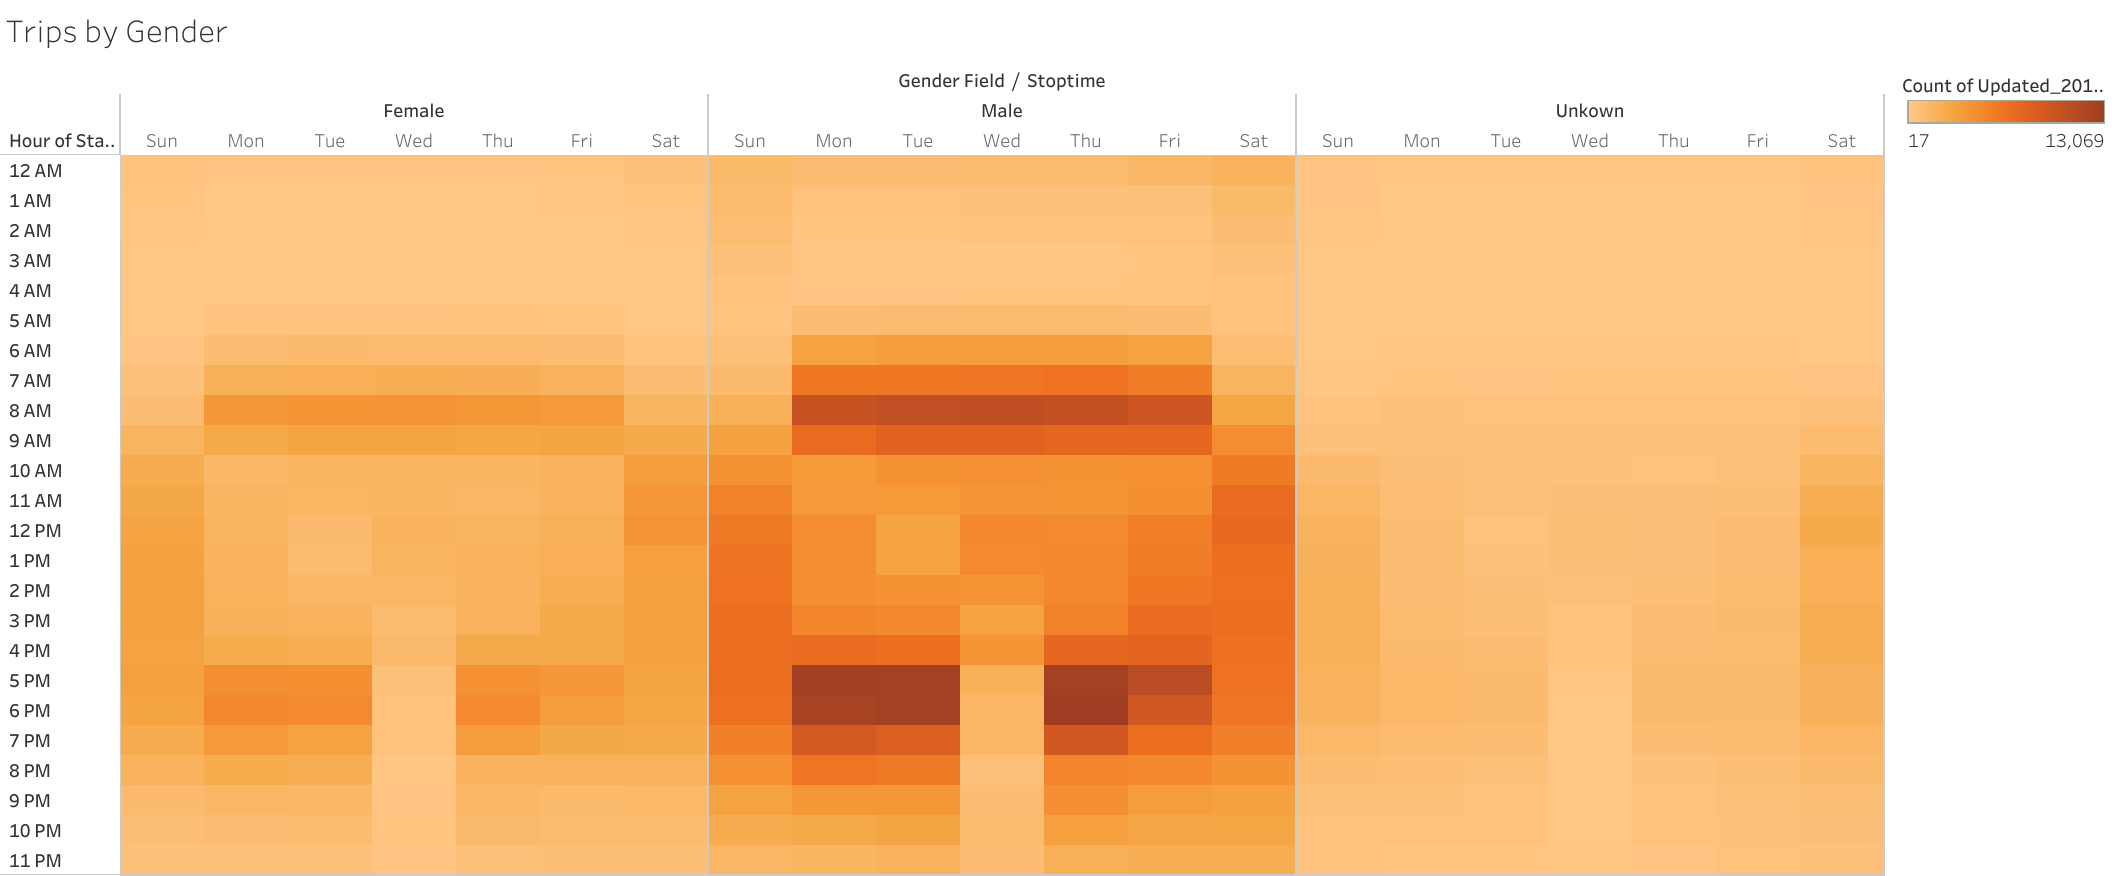 Trips by Gender
Gender Field / Stoptime
Count of Updated_201..
Female Male Unkown
17 13,069
Hour of Sta.. Sun Mon Tue Wed Thu Fri Sat Sun Mon Tue Wed Thu Fri Sat Sun Mon Tue Wed Thu Fri Sat
12 AM
1 AM
2 AM
3 AM
4 AM
5 AM
6 AM
7 AM
8 AM
9 AM
10 AM
11 AM
12 PM
1 PM
2 PM
3 PM
4 PM
5 PM
6 PM
7 PM
8 PM
9 PM
10 PM
11 PM